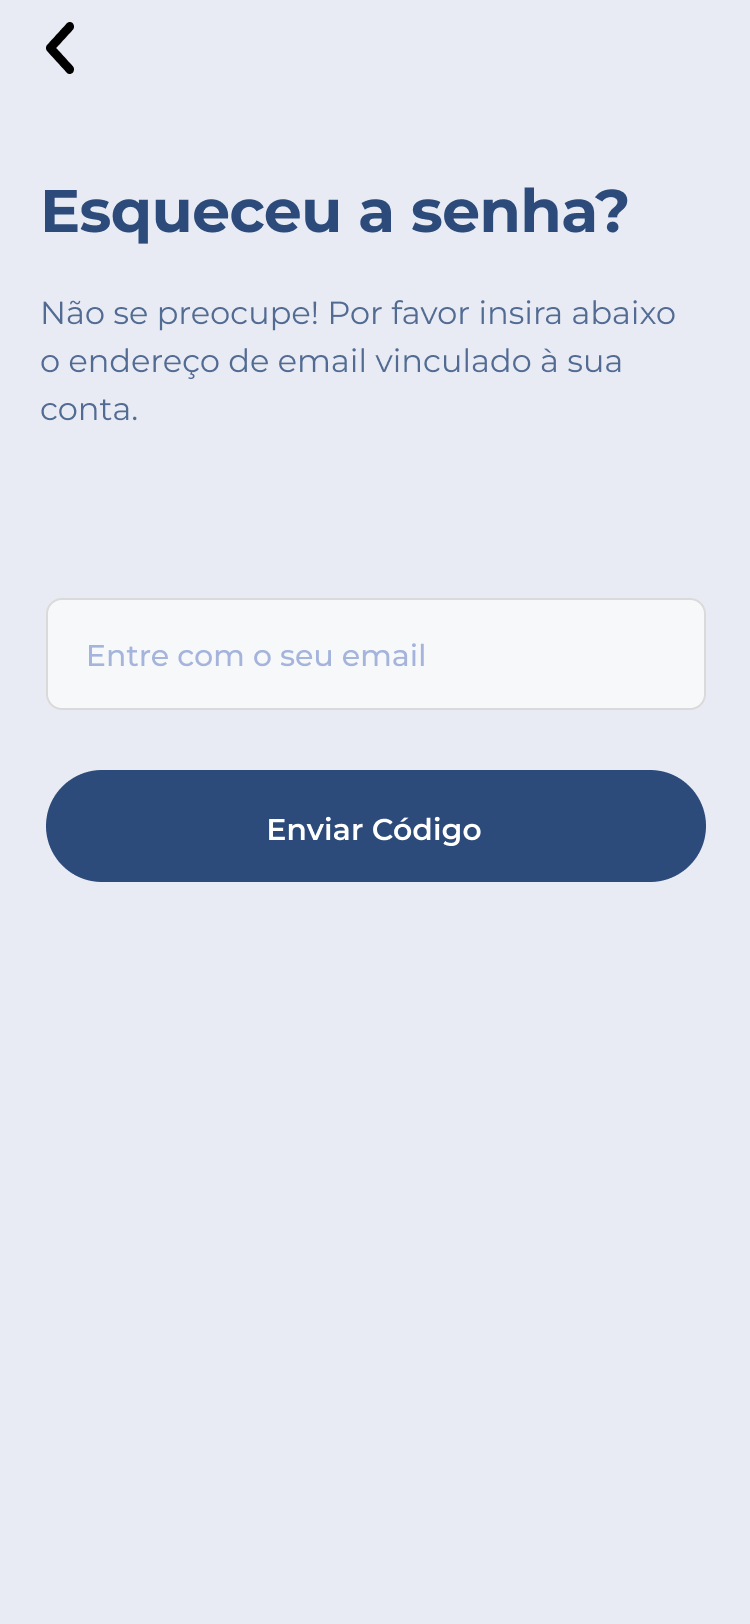 Esqueceu a senha?
Não se preocupe! Por favor insira abaixo
o endereço de email vinculado à sua
conta.
Entre com o seu email
Enviar Código